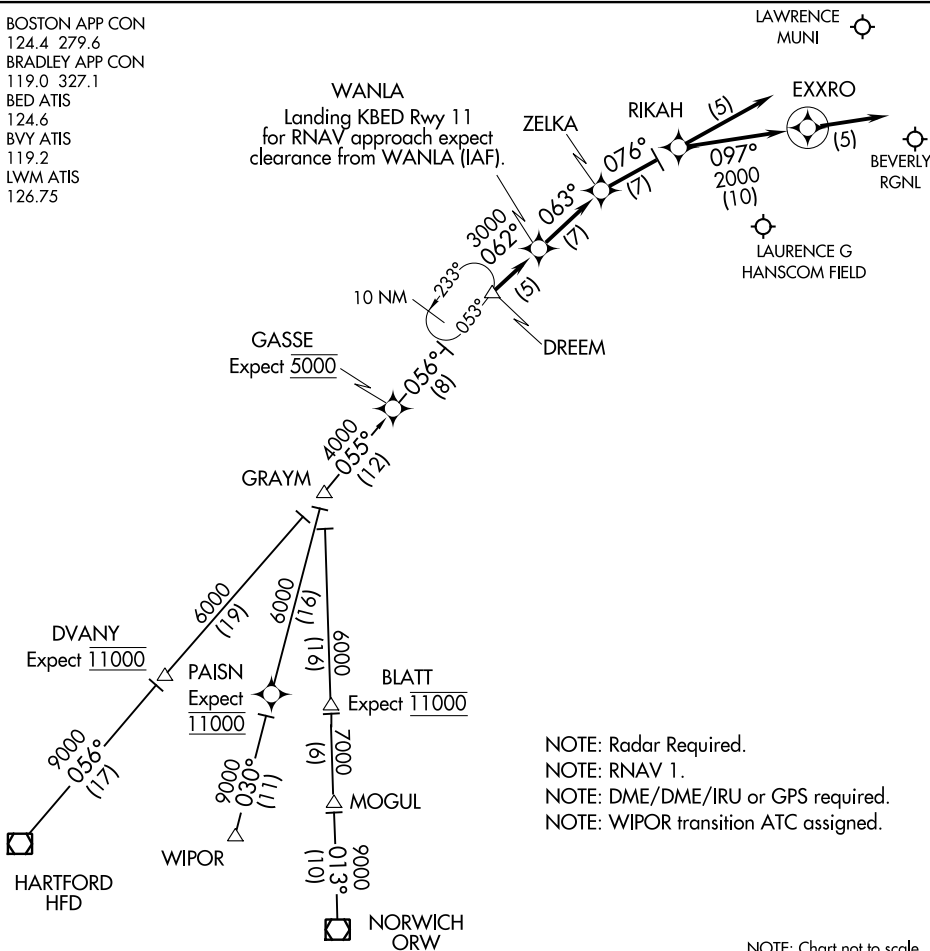 BOSTON APP CON
124.4 279.6
BRADLEY APP CON
119.0 327.1
BED ATIS
124.6
BVY ATIS
119.2
LWM ATIS
126.75
LAWRENCE
MUNI
WANLA
Landing KBED Rwy 11
for RNAV approach expect
clearance from WANLA (IAF).
ZELKA
RIKAH
EXXRO
(5)
(5)
BEVERLY
RGNL
076°
(7)
097°
2000
(10)
063°
(7)
LAURENCE G
HANSCOM FIELD
3000
062°
(5)
233°
053°
10 NM
DREEM
GASSE
Expect 5000
056°
(8)
4000
055°
(12)
GRAYM
6000
(19)
6000
(16)
6000
(16)
DVANY
Expect 11000
PAISN
Expect
11000
BLATT
Expect 11000
9000
056°
(17)
9000
030°
(11)
7000
(6)
MOGUL
WIPOR
9000
013°
(10)
HARTFORD
HFD
NORWICH
ORW
NOTE: Radar Required.
NOTE: RNAV 1.
NOTE: DME/DME/IRU or GPS required.
NOTE: WIPOR transition ATC assigned.
NOTE: Chart not to scale